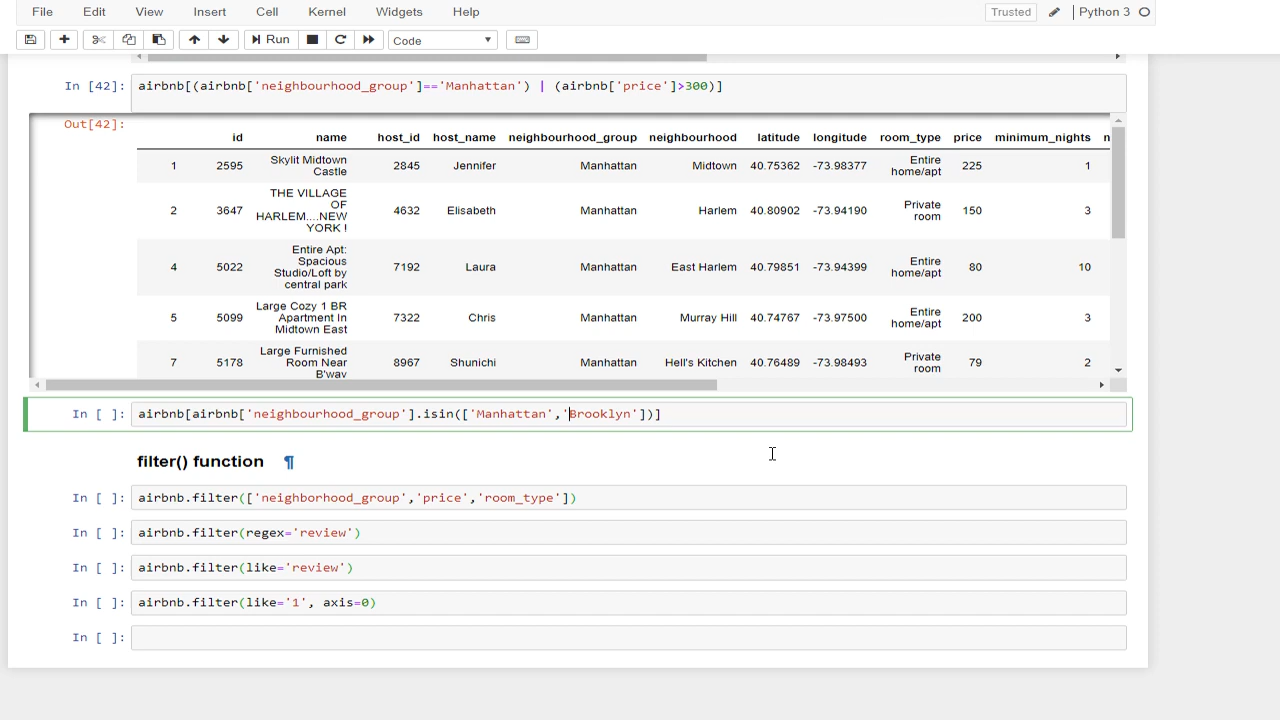 File Edit View Insert Cell Kernel Widgets Help Trusted Python 3
Run Code
In [42]: airbnb[(airbnb['neighbourhood_group']=='Manhattan') | (airbnb['price']>300)]
Out[42]:
id name host_id host_name neighbourhood_group neighbourhood latitude longitude room_type price minimum_nights n
1 2595 Skylit Midtown Castle 2845 Jennifer Manhattan Midtown 40.75362 -73.98377 Entire home/apt 225 1
2 3647 THE VILLAGE OF HARLEM....NEW YORK ! 4632 Elisabeth Manhattan Harlem 40.80902 -73.94190 Private room 150 3
4 5022 Entire Apt: Spacious Studio/Loft by central park 7192 Laura Manhattan East Harlem 40.79851 -73.94399 Entire home/apt 80 10
5 5099 Large Cozy 1 BR Apartment In Midtown East 7322 Chris Manhattan Murray Hill 40.74767 -73.97500 Entire home/apt 200 3
7 5178 Large Furnished Room Near B'way 8967 Shunichi Manhattan Hell's Kitchen 40.76489 -73.98493 Private room 79 2
In [ ]: airbnb[airbnb['neighbourhood_group'].isin(['Manhattan','Brooklyn'])]
filter() function ¶
In [ ]: airbnb.filter(['neighborhood_group','price','room_type'])
In [ ]: airbnb.filter(regex='review')
In [ ]: airbnb.filter(like='review')
In [ ]: airbnb.filter(like='1', axis=0)
In [ ]: